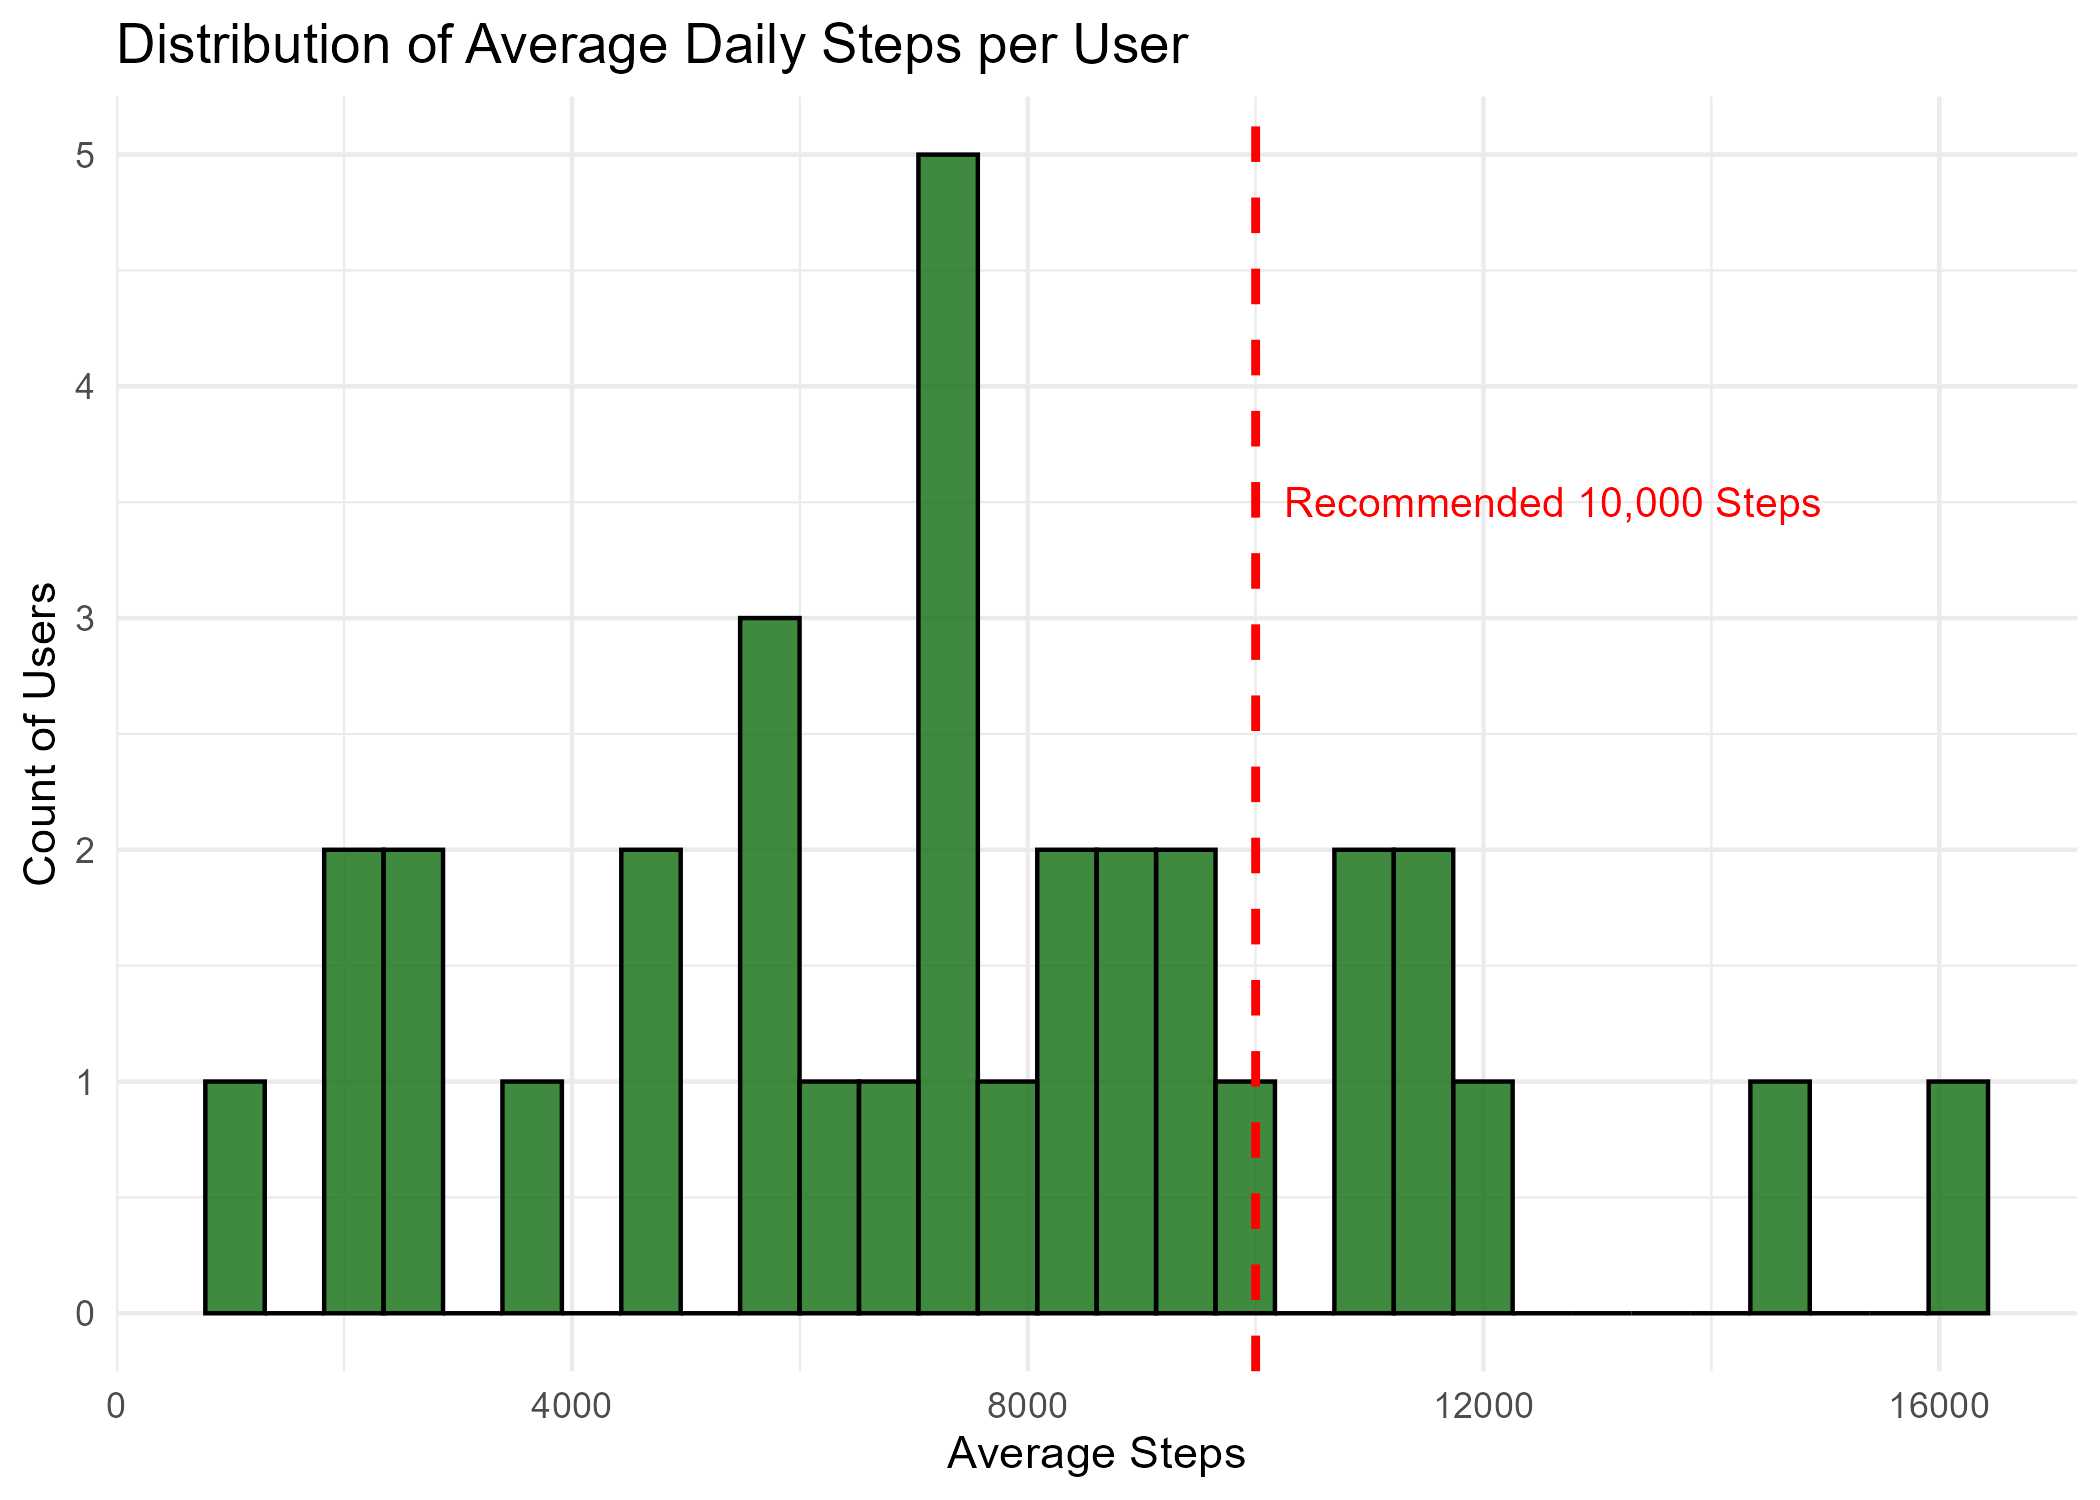 Distribution of Average Daily Steps per User
5
4
3
2
1
0
Count of Users
Recommended 10,000 Steps
0 4000 8000 12000 16000
Average Steps